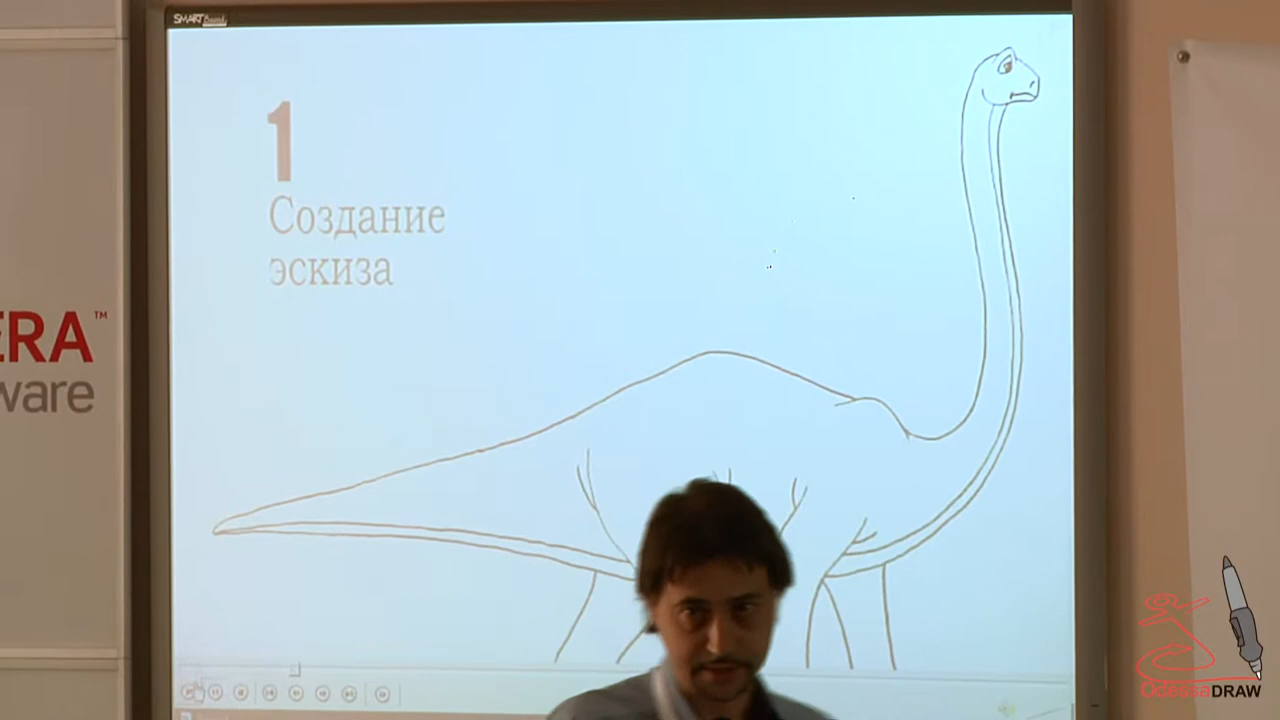 SMART Board
1
Создание
эскиза
ERA™
ware
OdessaDRAW